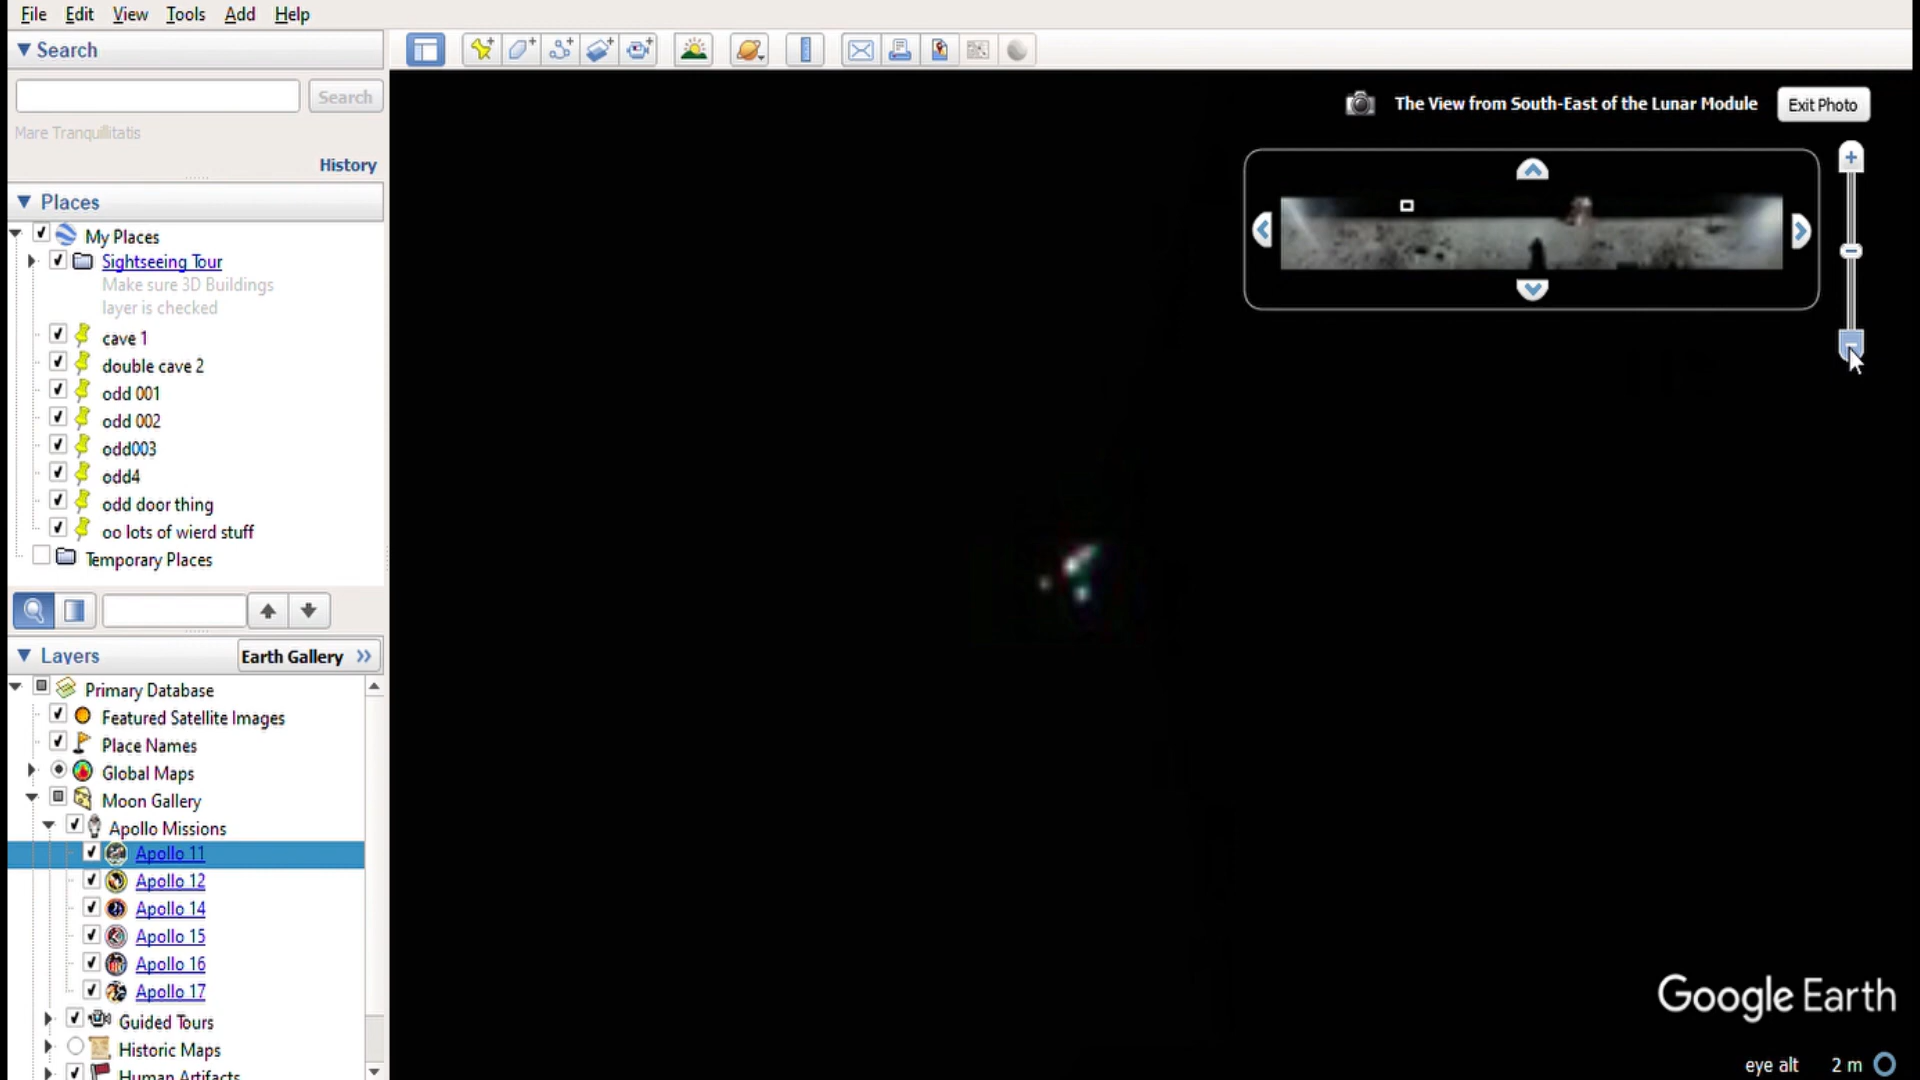 File Edit View Tools Add Help
Search
Search
Mare Tranquillitatis
History
Places
My Places
Sightseeing Tour
Make sure 3D Buildings
layer is checked
cave 1
double cave 2
odd 001
odd 002
odd003
odd4
odd door thing
oo lots of wierd stuff
Temporary Places
Layers
Earth Gallery
Primary Database
Featured Satellite Images
Place Names
Global Maps
Moon Gallery
Apollo Missions
Apollo 11
Apollo 12
Apollo 14
Apollo 15
Apollo 16
Apollo 17
Guided Tours
Historic Maps
Human Artifacts
The View from South-East of the Lunar Module
Exit Photo
Google Earth
eye alt 2 m